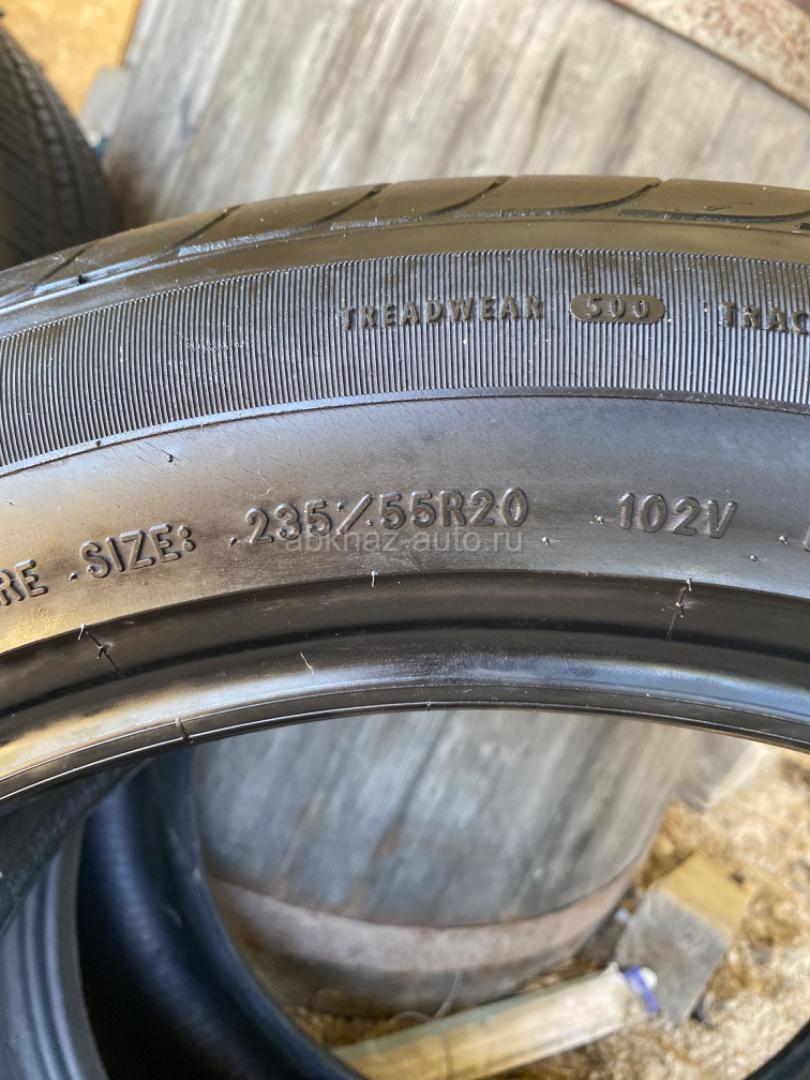 TREADWEAR 500
SIZE: 235/55R20 102V
abkhaz-auto.ru